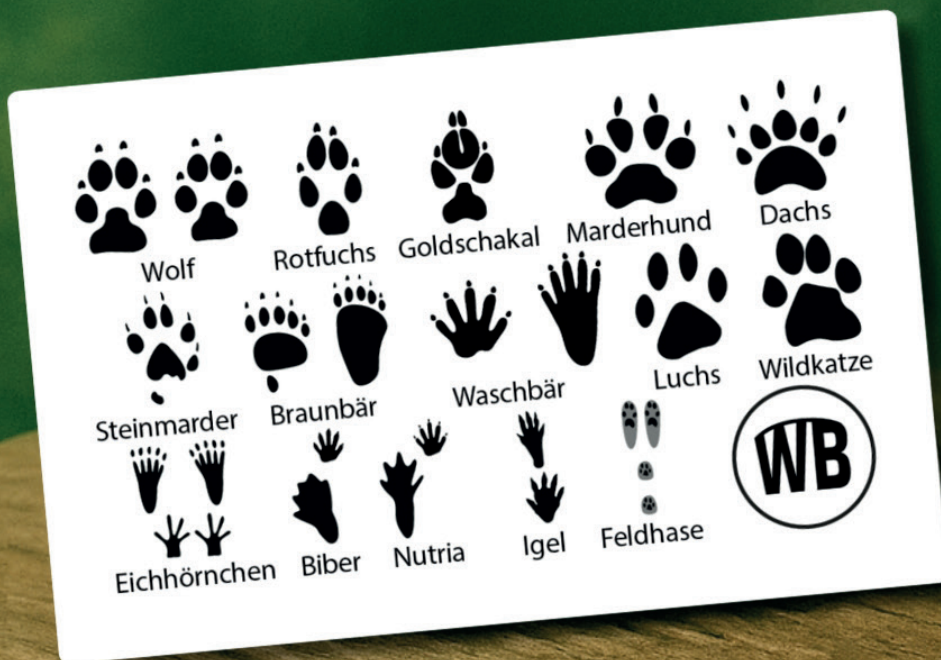 Wolf Rotfuchs Goldschakal Marderhund Dachs
Steinmarder Braunbär Waschbär Luchs Wildkatze
Eichhörnchen Biber Nutria Igel Feldhase
WB